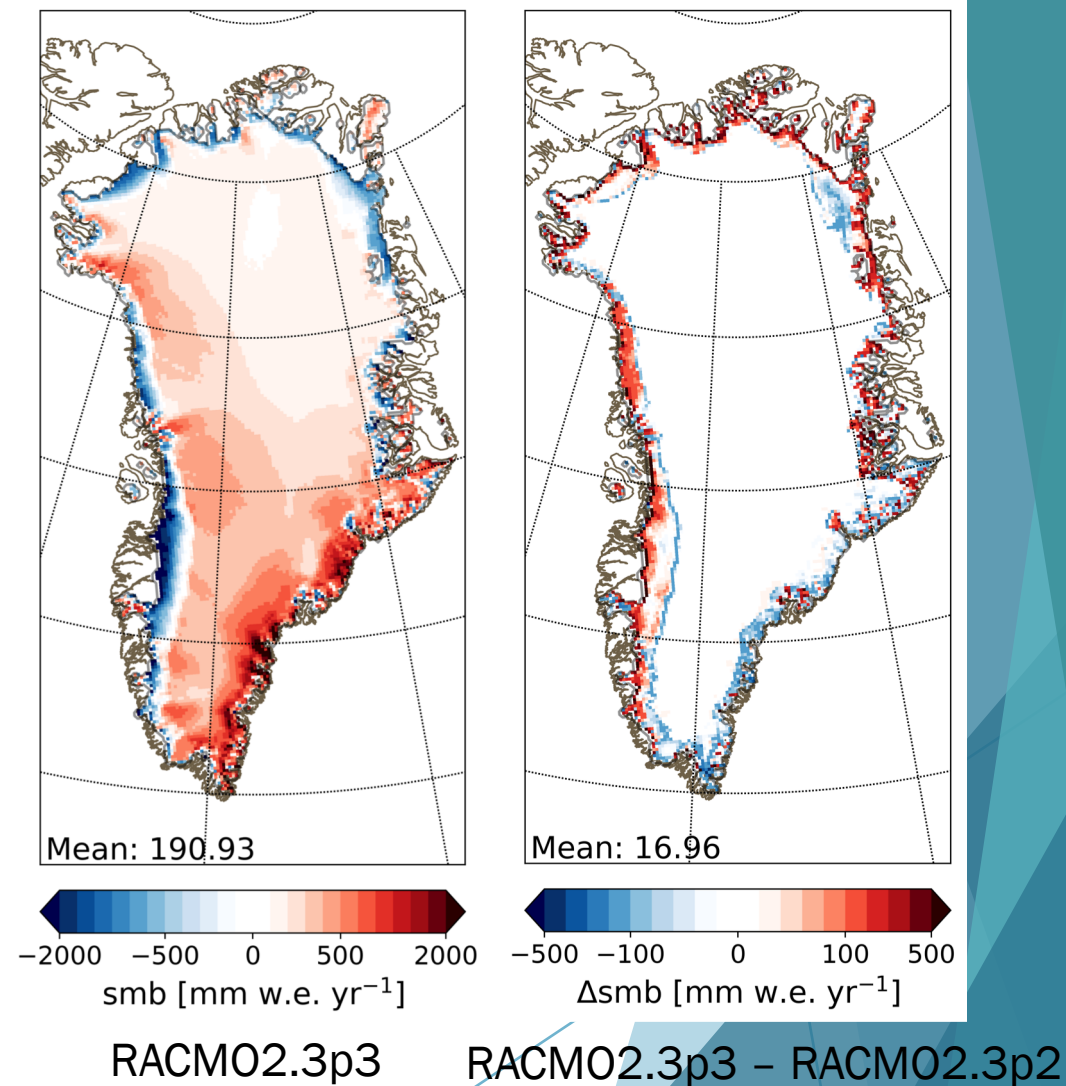 Mean: 190.93
Mean: 16.96
−2000 −500 0 500 2000
smb [mm w.e. yr⁻¹]
−500 −100 0 100 500
Δsmb [mm w.e. yr⁻¹]
RACMO2.3p3
RACMO2.3p3 – RACMO2.3p2